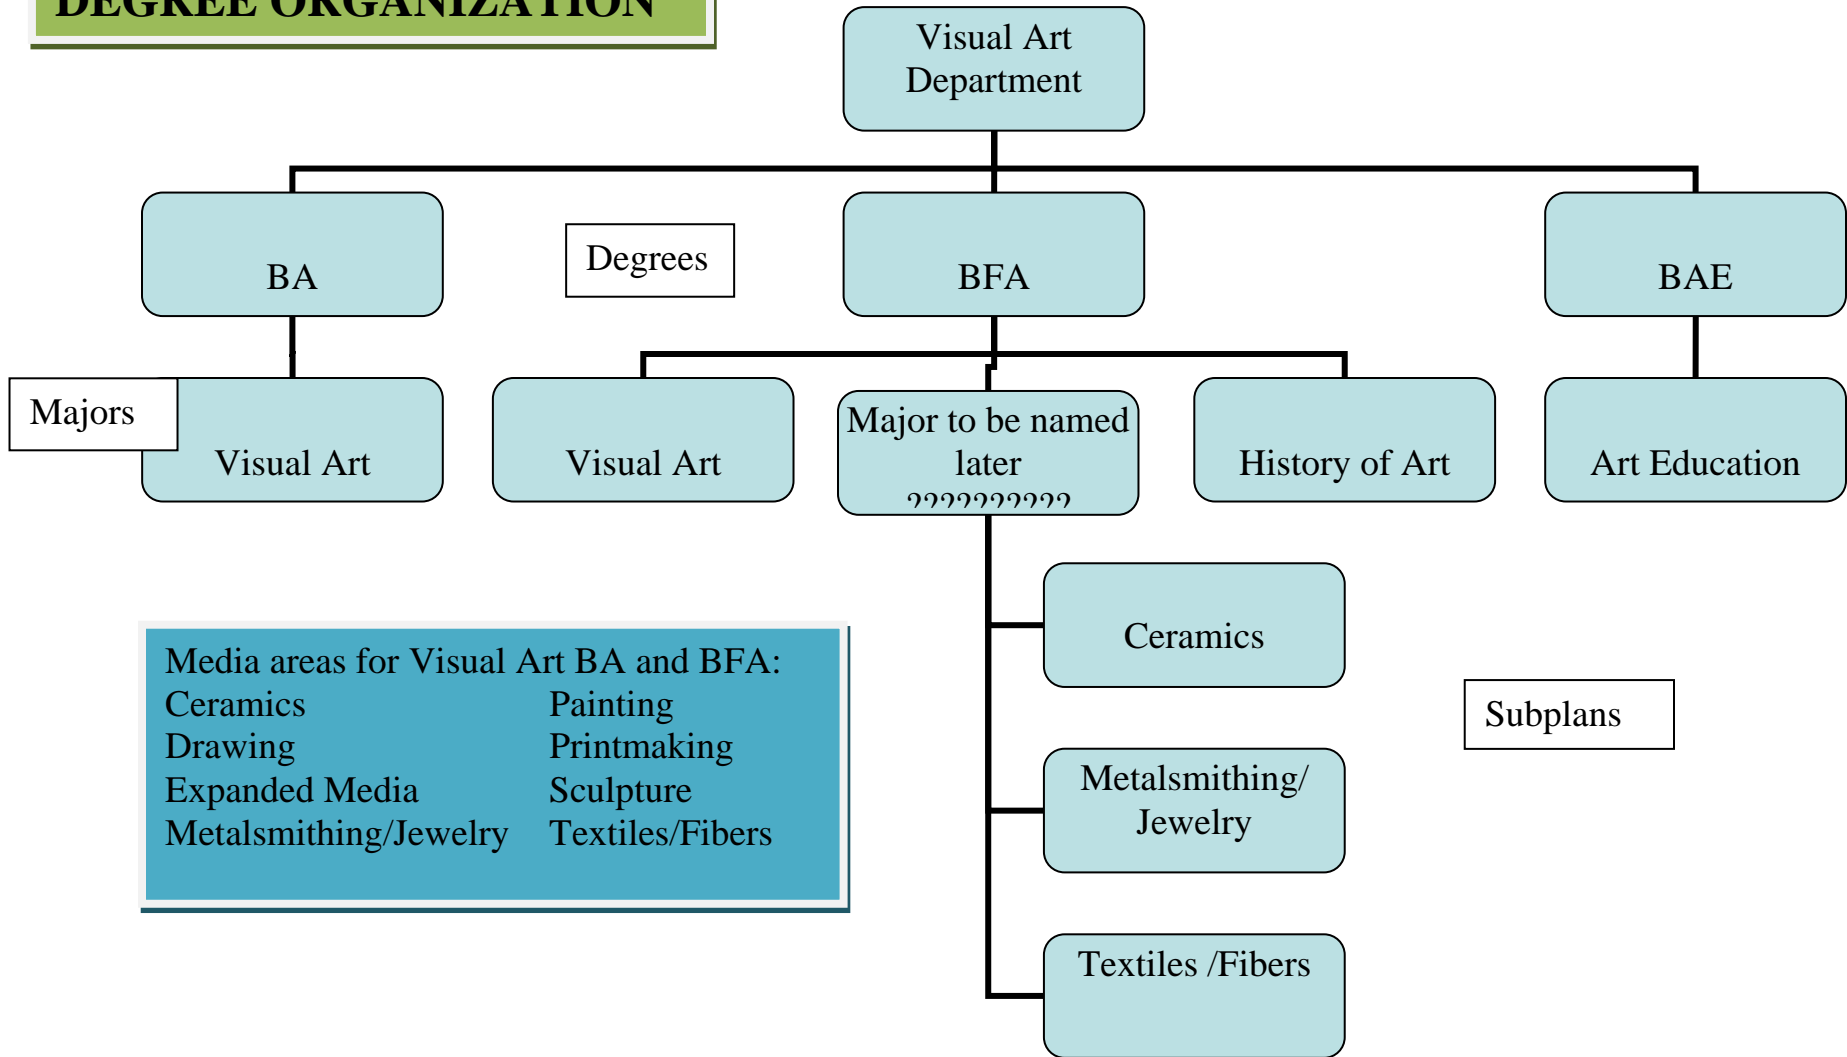 DEGREE ORGANIZATION
Visual Art
Department
BA
Degrees
BFA
BAE
Majors
Visual Art
Visual Art
Major to be named
later
??????????
History of Art
Art Education
Ceramics
Metalsmithing/
Jewelry
Textiles /Fibers
Subplans
Media areas for Visual Art BA and BFA:
Ceramics Painting
Drawing Printmaking
Expanded Media Sculpture
Metalsmithing/Jewelry Textiles/Fibers